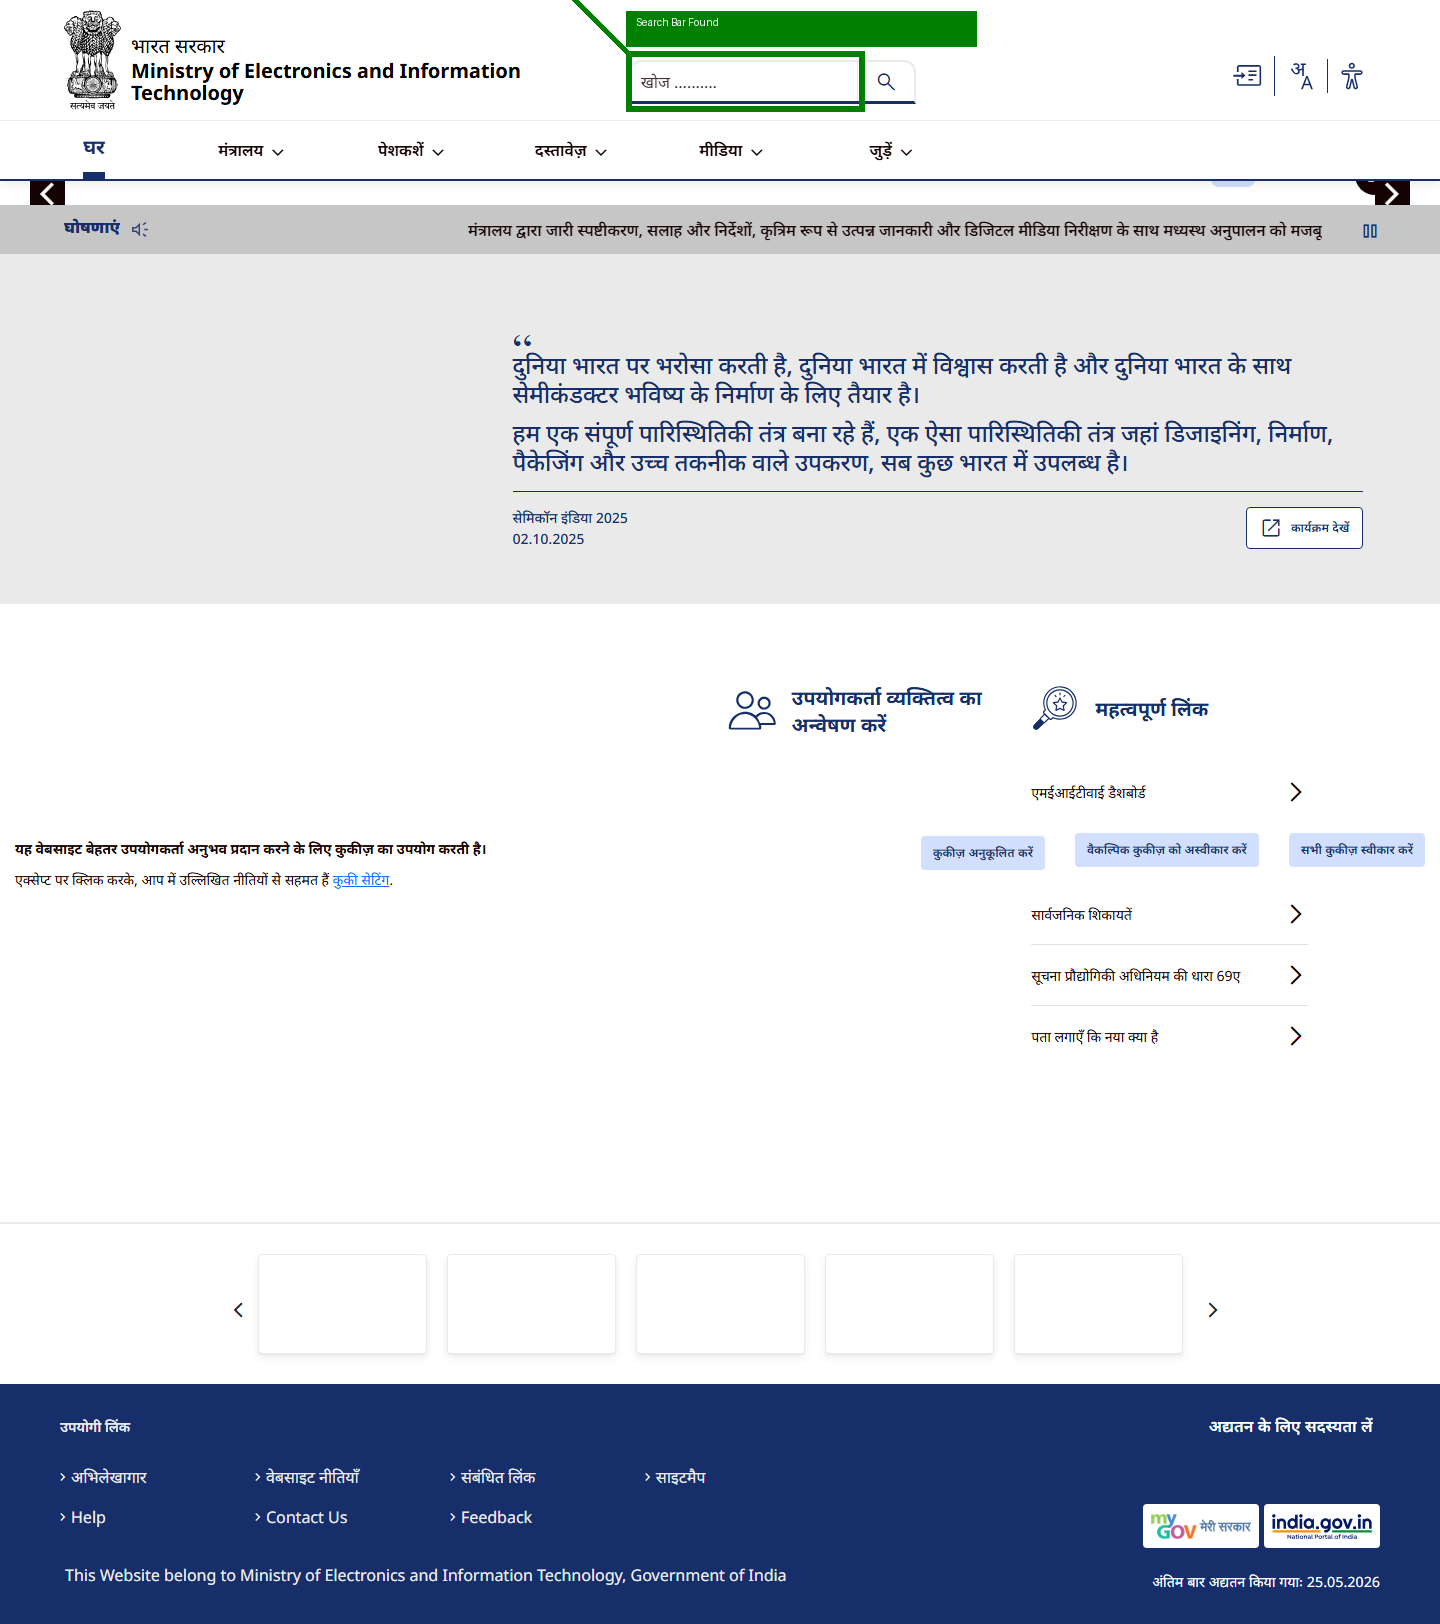 Search Bar Found
भारत सरकार
Ministry of Electronics and Information
Technology
सत्यमेव जयते
खोज ..........
अ
A
घर
मंत्रालय
पेशकशें
दस्तावेज़
मीडिया
जुड़ें
घोषणाएं
मंत्रालय द्वारा जारी स्पष्टीकरण, सलाह और निर्देशों, कृत्रिम रूप से उत्पन्न जानकारी और डिजिटल मीडिया निरीक्षण के साथ मध्यस्थ अनुपालन को मजबू
“
दुनिया भारत पर भरोसा करती है, दुनिया भारत में विश्वास करती है और दुनिया भारत के साथ
सेमीकंडक्टर भविष्य के निर्माण के लिए तैयार है।
हम एक संपूर्ण पारिस्थितिकी तंत्र बना रहे हैं, एक ऐसा पारिस्थितिकी तंत्र जहां डिजाइनिंग, निर्माण,
पैकेजिंग और उच्च तकनीक वाले उपकरण, सब कुछ भारत में उपलब्ध है।
सेमिकॉन इंडिया 2025
02.10.2025
कार्यक्रम देखें
उपयोगकर्ता व्यक्तित्व का
अन्वेषण करें
महत्वपूर्ण लिंक
एमईआईटीवाई डैशबोर्ड
यह वेबसाइट बेहतर उपयोगकर्ता अनुभव प्रदान करने के लिए कुकीज़ का उपयोग करती है।
एक्सेप्ट पर क्लिक करके, आप में उल्लिखित नीतियों से सहमत हैं कुकी सेटिंग.
कुकीज़ अनुकूलित करें
वैकल्पिक कुकीज़ को अस्वीकार करें
सभी कुकीज़ स्वीकार करें
सार्वजनिक शिकायतें
सूचना प्रौद्योगिकी अधिनियम की धारा 69ए
पता लगाएँ कि नया क्या है
उपयोगी लिंक
अद्यतन के लिए सदस्यता लें
अभिलेखागार
वेबसाइट नीतियाँ
संबंधित लिंक
साइटमैप
Help
Contact Us
Feedback
my
GOV मेरी सरकार
india.gov.in
National Portal of India
This Website belong to Ministry of Electronics and Information Technology, Government of India
अंतिम बार अद्यतन किया गयाः 25.05.2026